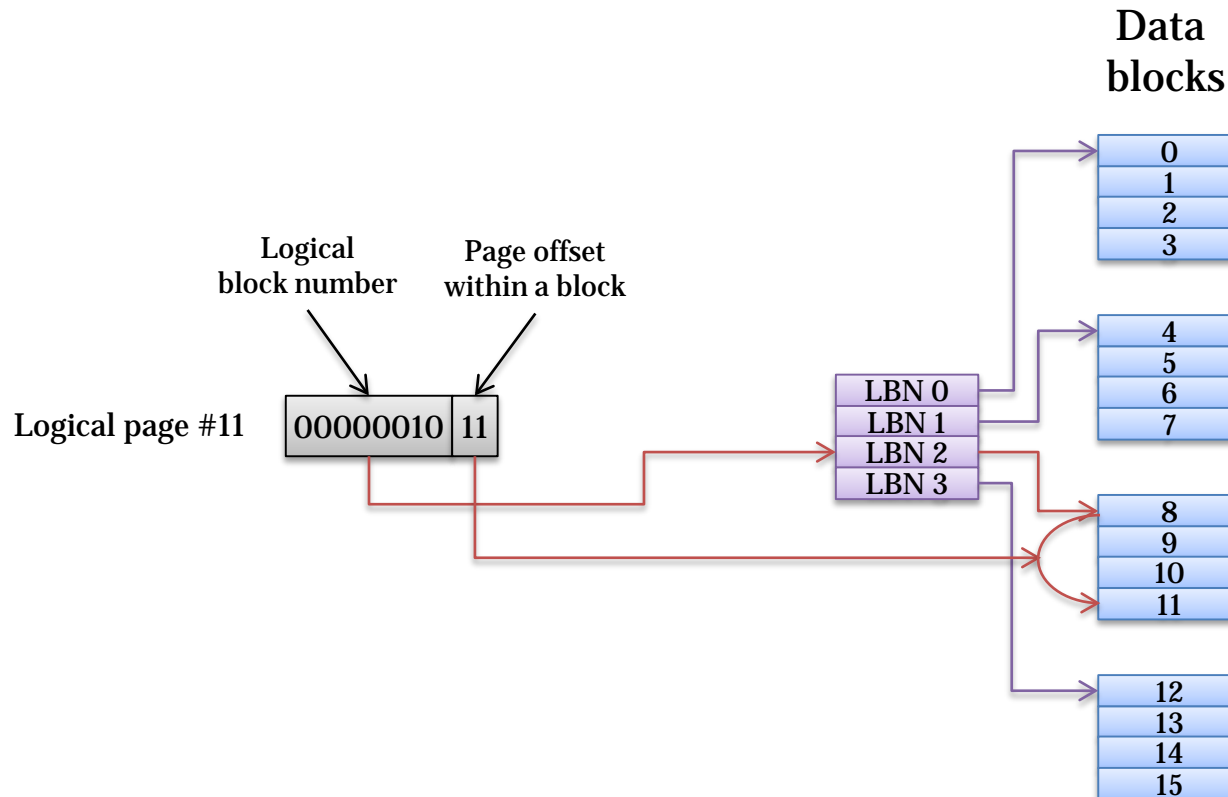 Data
blocks
Logical
block number
Page offset
within a block
Logical page #11
00000010 11
LBN 0
LBN 1
LBN 2
LBN 3
0
1
2
3
4
5
6
7
8
9
10
11
12
13
14
15